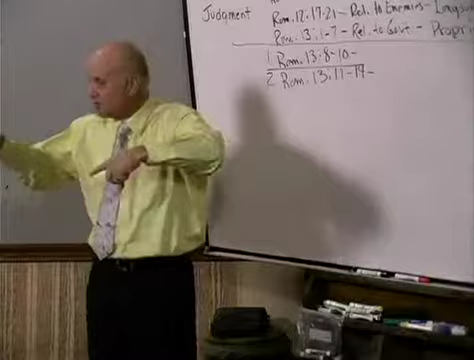 Judgment
Rom. 12:17-21- Rel. to Enemies-
Rom. 13:1-7- Rel. to Govt. - Propri
1 Rom. 13:8-10-
2 Rom. 13:11-14-